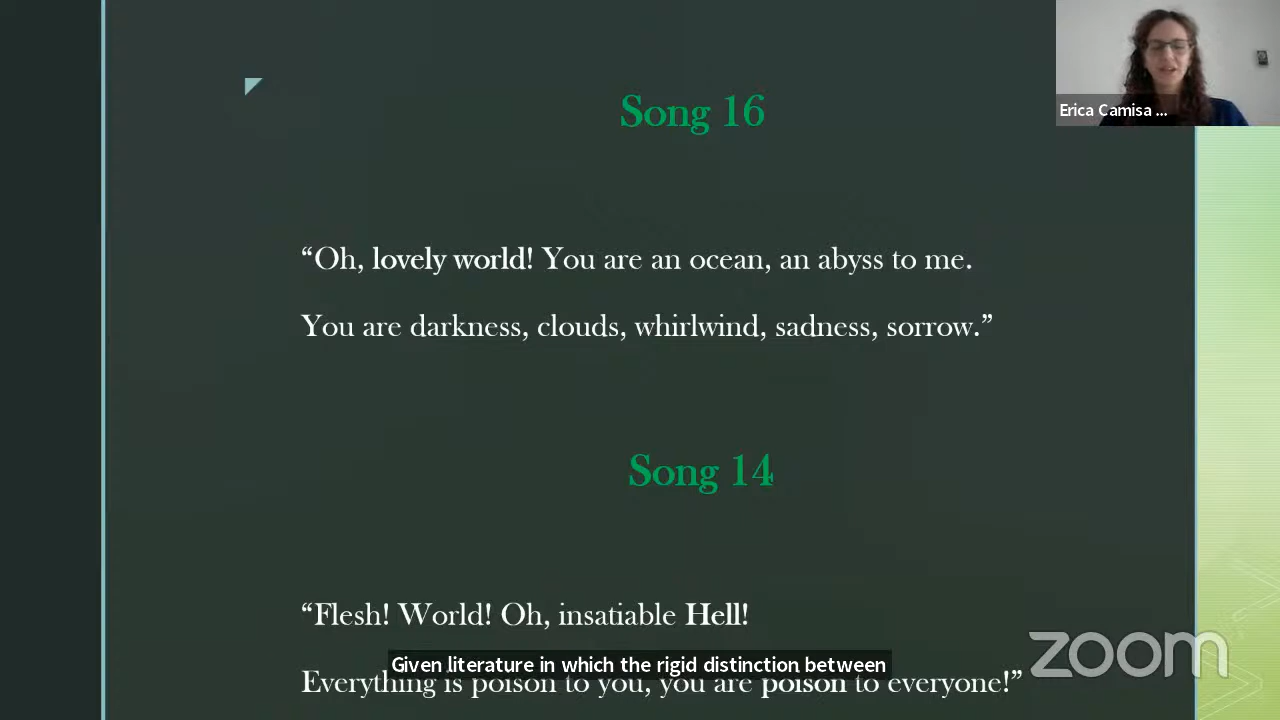 Song 16
Erica Camisa ...
“Oh, lovely world! You are an ocean, an abyss to me.
You are darkness, clouds, whirlwind, sadness, sorrow.”
Song 14
“Flesh! World! Oh, insatiable Hell!
Given literature in which the rigid distinction between
Everything is poison to you, you are poison to everyone!”
zoom